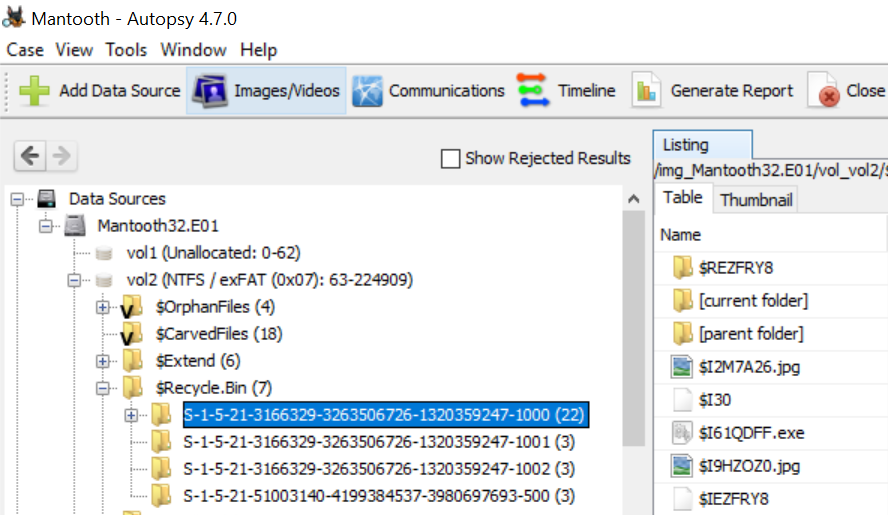 Mantooth - Autopsy 4.7.0
Case View Tools Window Help
Add Data Source Images/Videos Communications Timeline Generate Report Close
Show Rejected Results
Data Sources
Mantooth32.E01
vol1 (Unallocated: 0-62)
vol2 (NTFS / exFAT (0x07): 63-224909)
$OrphanFiles (4)
$CarvedFiles (18)
$Extend (6)
$Recycle.Bin (7)
S-1-5-21-3166329-3263506726-1320359247-1000 (22)
S-1-5-21-3166329-3263506726-1320359247-1001 (3)
S-1-5-21-3166329-3263506726-1320359247-1002 (3)
S-1-5-21-51003140-4199384537-3980697693-500 (3)
Listing
/img_Mantooth32.E01/vol_vol2/$
Table Thumbnail
Name
$REZFRY8
[current folder]
[parent folder]
$I2M7A26.jpg
$I30
$I61QDFF.exe
$I9HZOZ0.jpg
$IEZFRY8